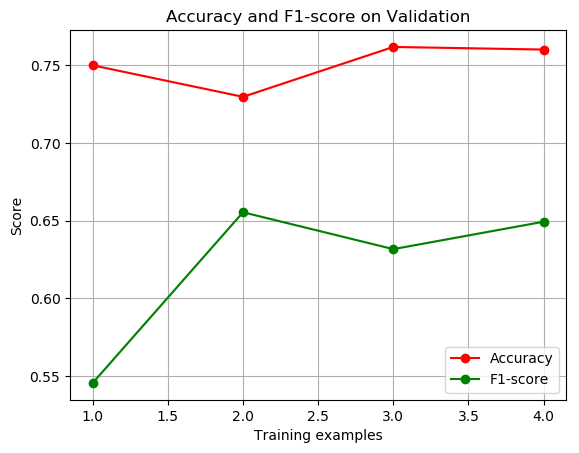 Accuracy and F1-score on Validation
0.75
0.70
0.65
0.60
0.55
Score
1.0 1.5 2.0 2.5 3.0 3.5 4.0
Training examples
Accuracy
F1-score